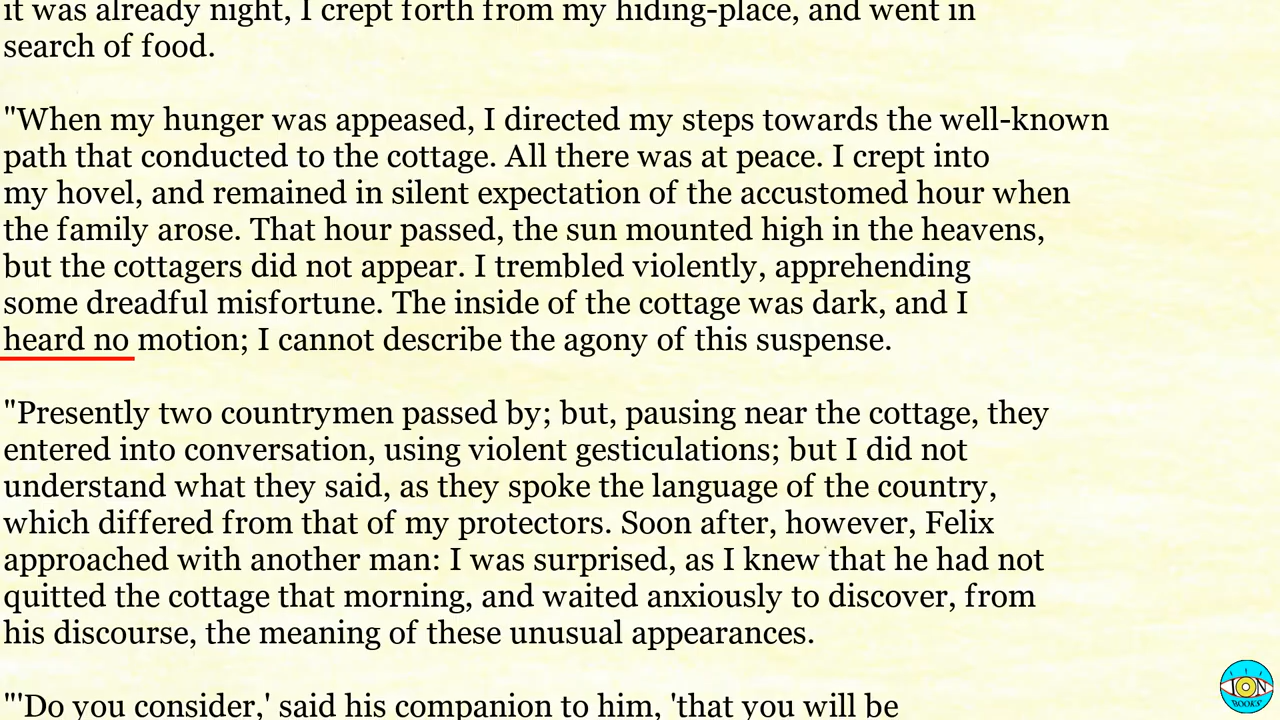 it was already night, I crept forth from my hiding-place, and went in
search of food.
"When my hunger was appeased, I directed my steps towards the well-known
path that conducted to the cottage. All there was at peace. I crept into
my hovel, and remained in silent expectation of the accustomed hour when
the family arose. That hour passed, the sun mounted high in the heavens,
but the cottagers did not appear. I trembled violently, apprehending
some dreadful misfortune. The inside of the cottage was dark, and I
heard no motion; I cannot describe the agony of this suspense.
"Presently two countrymen passed by; but, pausing near the cottage, they
entered into conversation, using violent gesticulations; but I did not
understand what they said, as they spoke the language of the country,
which differed from that of my protectors. Soon after, however, Felix
approached with another man: I was surprised, as I knew that he had not
quitted the cottage that morning, and waited anxiously to discover, from
his discourse, the meaning of these unusual appearances.
"'Do you consider,' said his companion to him, 'that you will be
ION
BOOKS